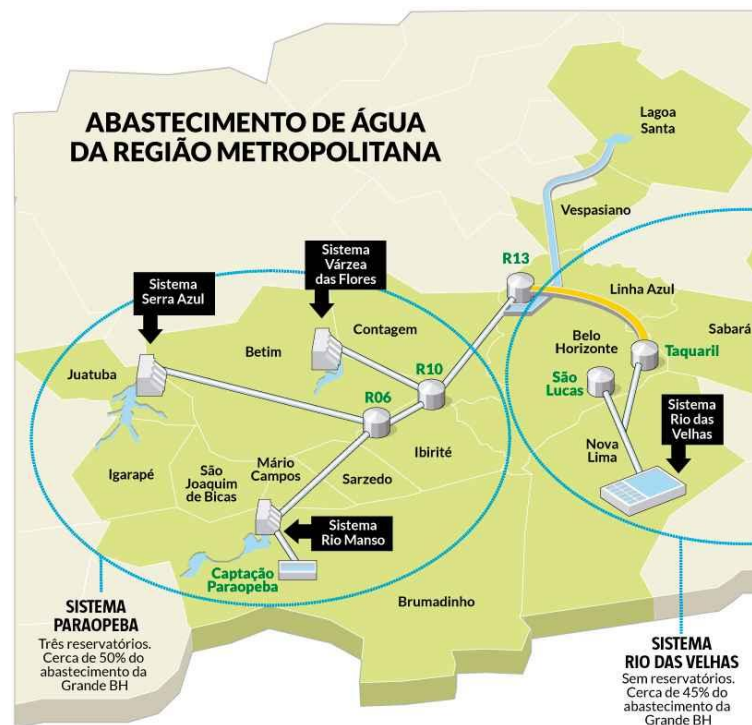 ABASTECIMENTO DE ÁGUA
DA REGIÃO METROPOLITANA
Lagoa
Santa
Vespasiano
R13
Linha Azul
Sistema
Várzea
das Flores
Sistema
Serra Azul
Contagem
Betim
Juatuba
Belo
Horizonte
Sabará
Taquaril
São
Lucas
R10
R06
Sistema
Rio das
Velhas
Nova
Lima
Ibirité
Igarapé
São
Joaquim
de Bicas
Mário
Campos
Sarzedo
Sistema
Rio Manso
Captação
Paraopeba
Brumadinho
SISTEMA
PARAOPEBA
Três reservatórios.
Cerca de 50% do
abastecimento da
Grande BH
SISTEMA
RIO DAS VELHAS
Sem reservatórios.
Cerca de 45% do
abastecimento da
Grande BH